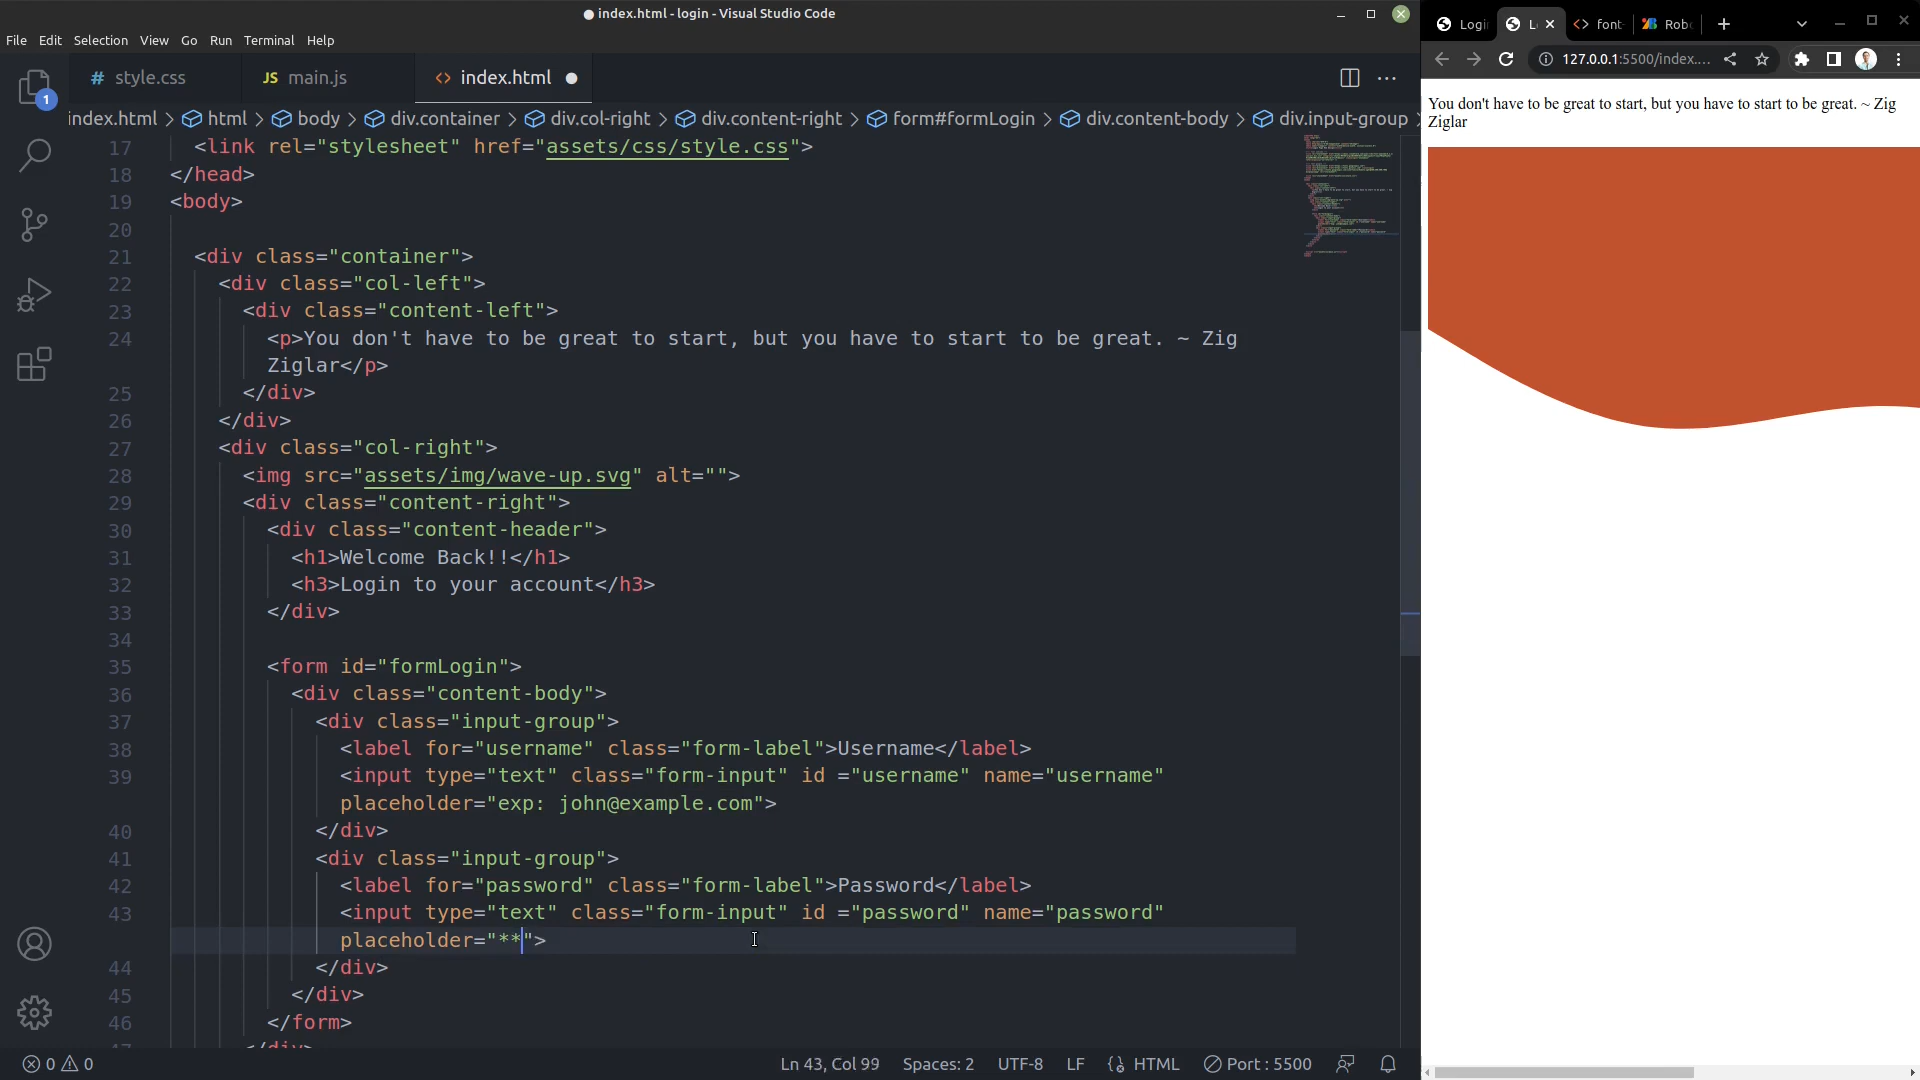 index.html - login - Visual Studio Code
File Edit Selection View Go Run Terminal Help
# style.css JS main.js <> index.html
index.html > html > body > div.container > div.col-right > div.content-right > form#formLogin > div.content-body > div.input-group
17 <link rel="stylesheet" href="assets/css/style.css">
18 </head>
19 <body>
20
21 <div class="container">
22 <div class="col-left">
23 <div class="content-left">
24 <p>You don't have to be great to start, but you have to start to be great. ~ Zig
Ziglar</p>
25 </div>
26 </div>
27 <div class="col-right">
28 <img src="assets/img/wave-up.svg" alt="">
29 <div class="content-right">
30 <div class="content-header">
31 <h1>Welcome Back!!</h1>
32 <h3>Login to your account</h3>
33 </div>
34
35 <form id="formLogin">
36 <div class="content-body">
37 <div class="input-group">
38 <label for="username" class="form-label">Username</label>
39 <input type="text" class="form-input" id ="username" name="username"
placeholder="exp: john@example.com">
40 </div>
41 <div class="input-group">
42 <label for="password" class="form-label">Password</label>
43 <input type="text" class="form-input" id ="password" name="password"
placeholder="**">
44 </div>
45 </div>
46 </form>
1
0 0
Ln 43, Col 99 Spaces: 2 UTF-8 LF {} HTML Port : 5500
Login font Rob
127.0.0.1:5500/index....
You don't have to be great to start, but you have to start to be great. ~ Zig
Ziglar